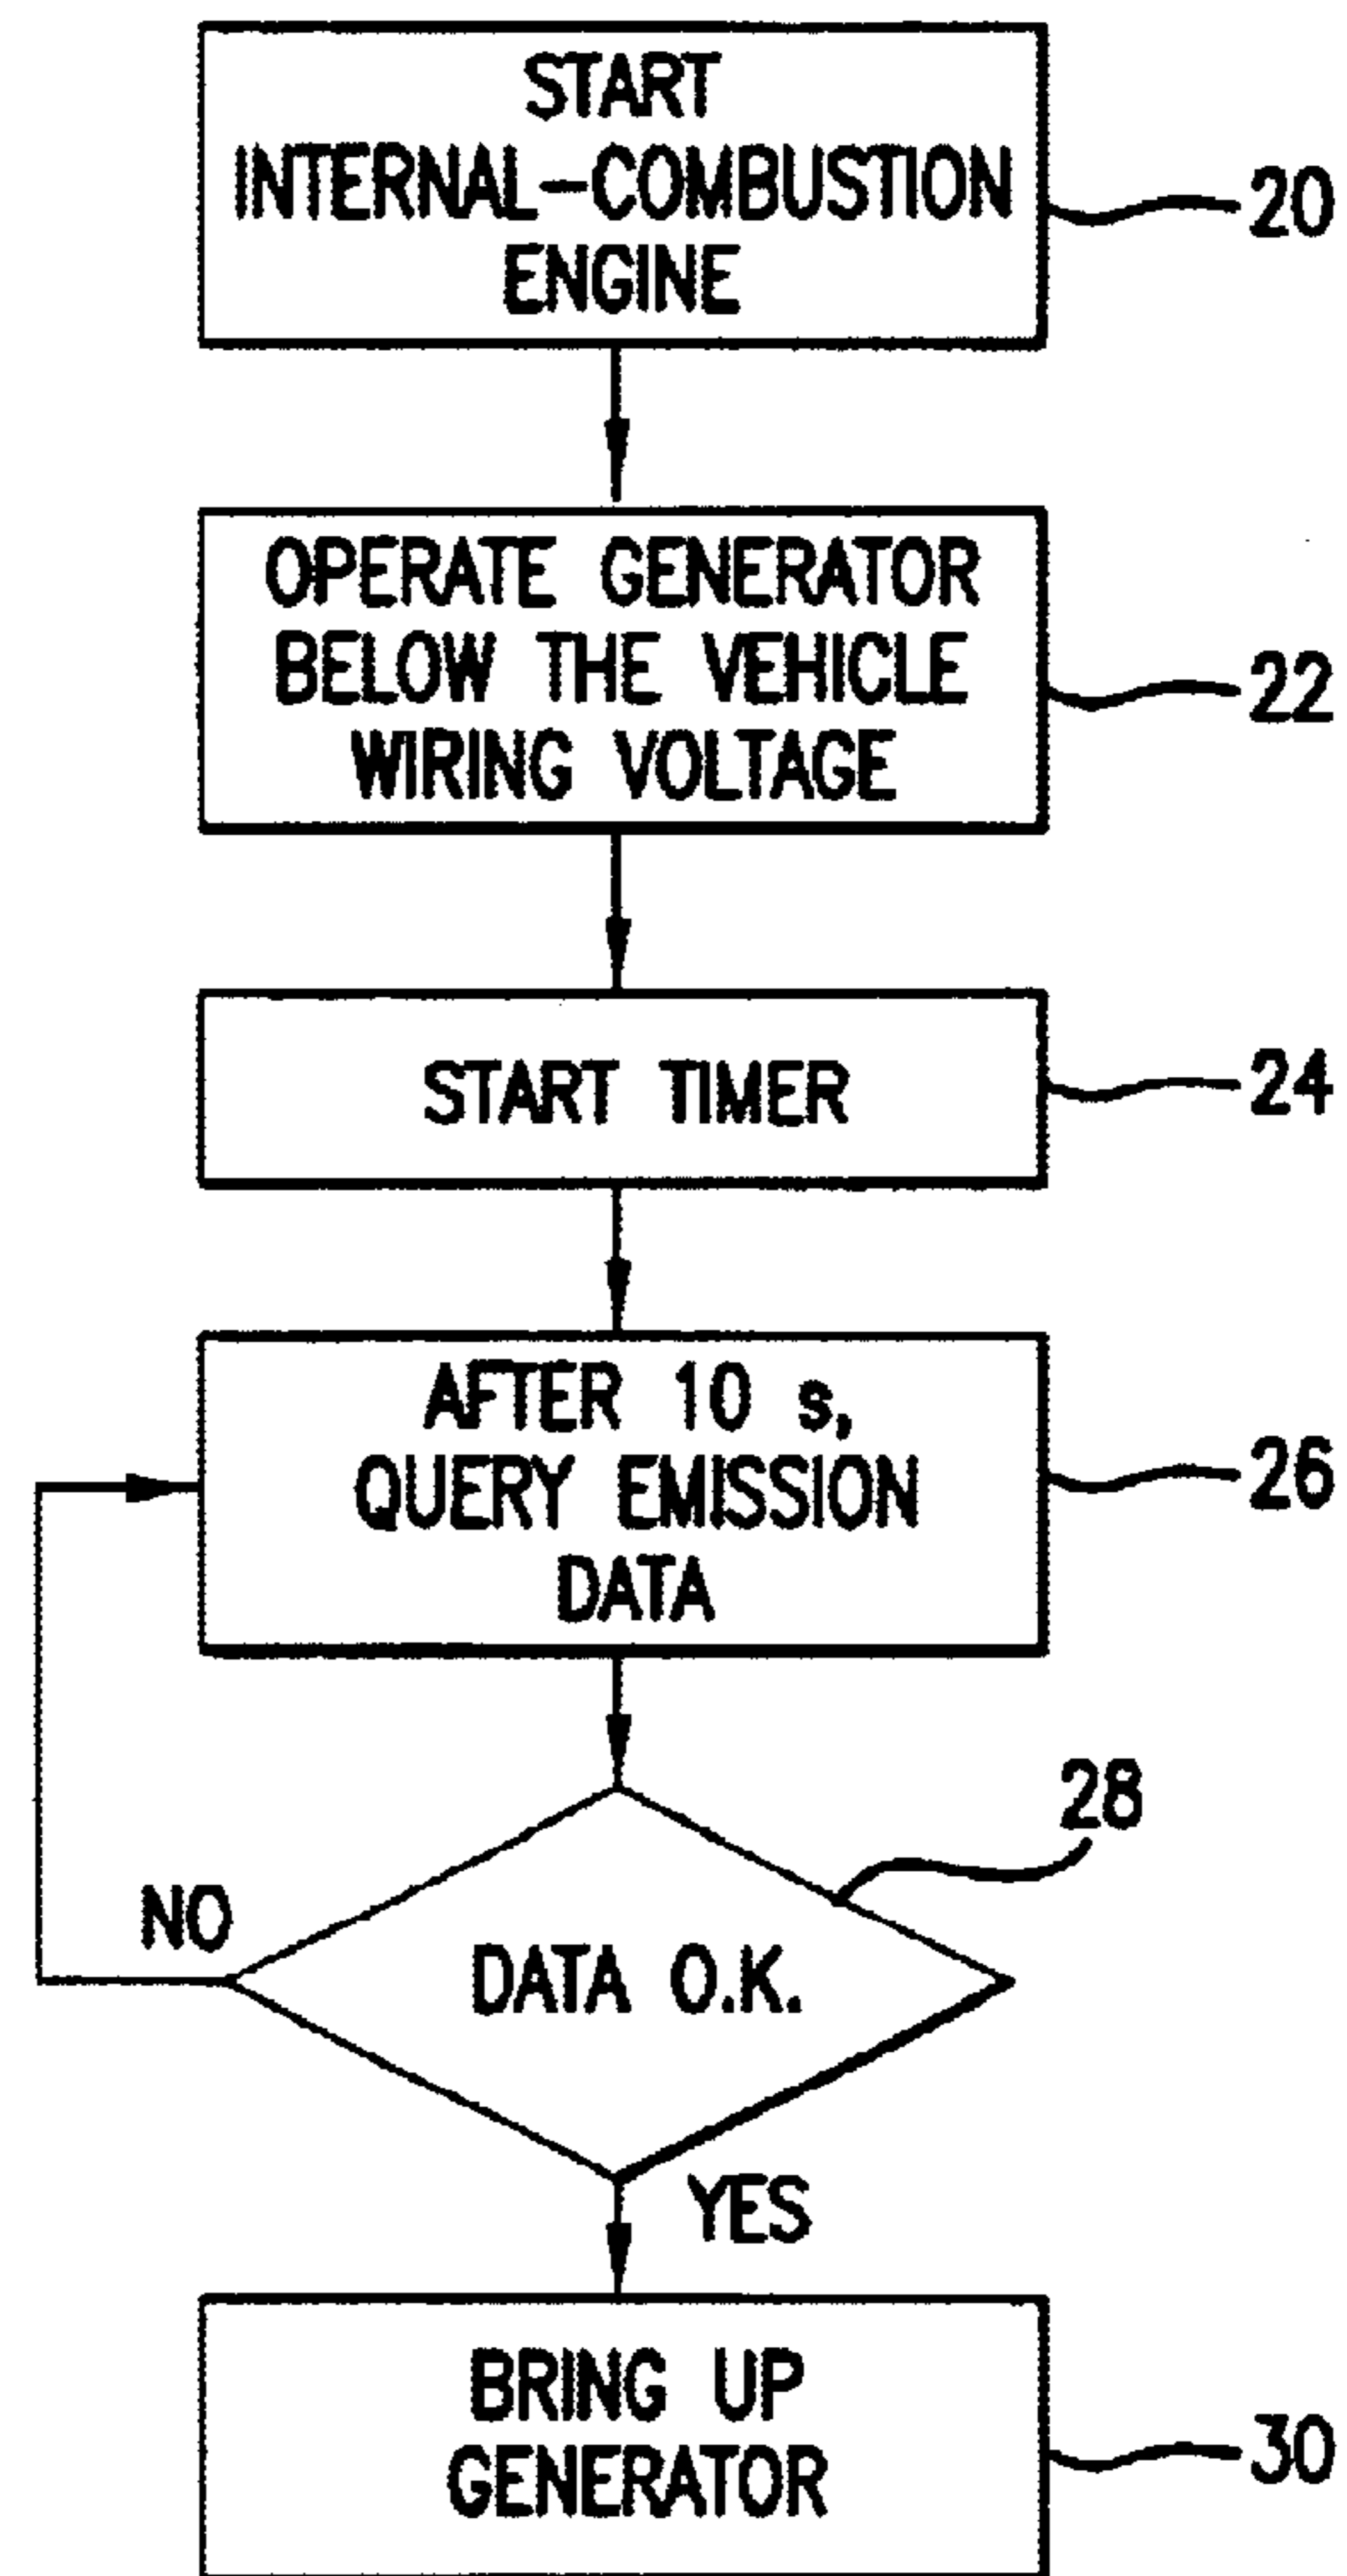 START
INTERNAL-COMBUSTION
ENGINE
20
OPERATE GENERATOR
BELOW THE VEHICLE
WIRING VOLTAGE
22
START TIMER
24
AFTER 10 s,
QUERY EMISSION
DATA
26
28
NO
DATA O.K.
YES
BRING UP
GENERATOR
30